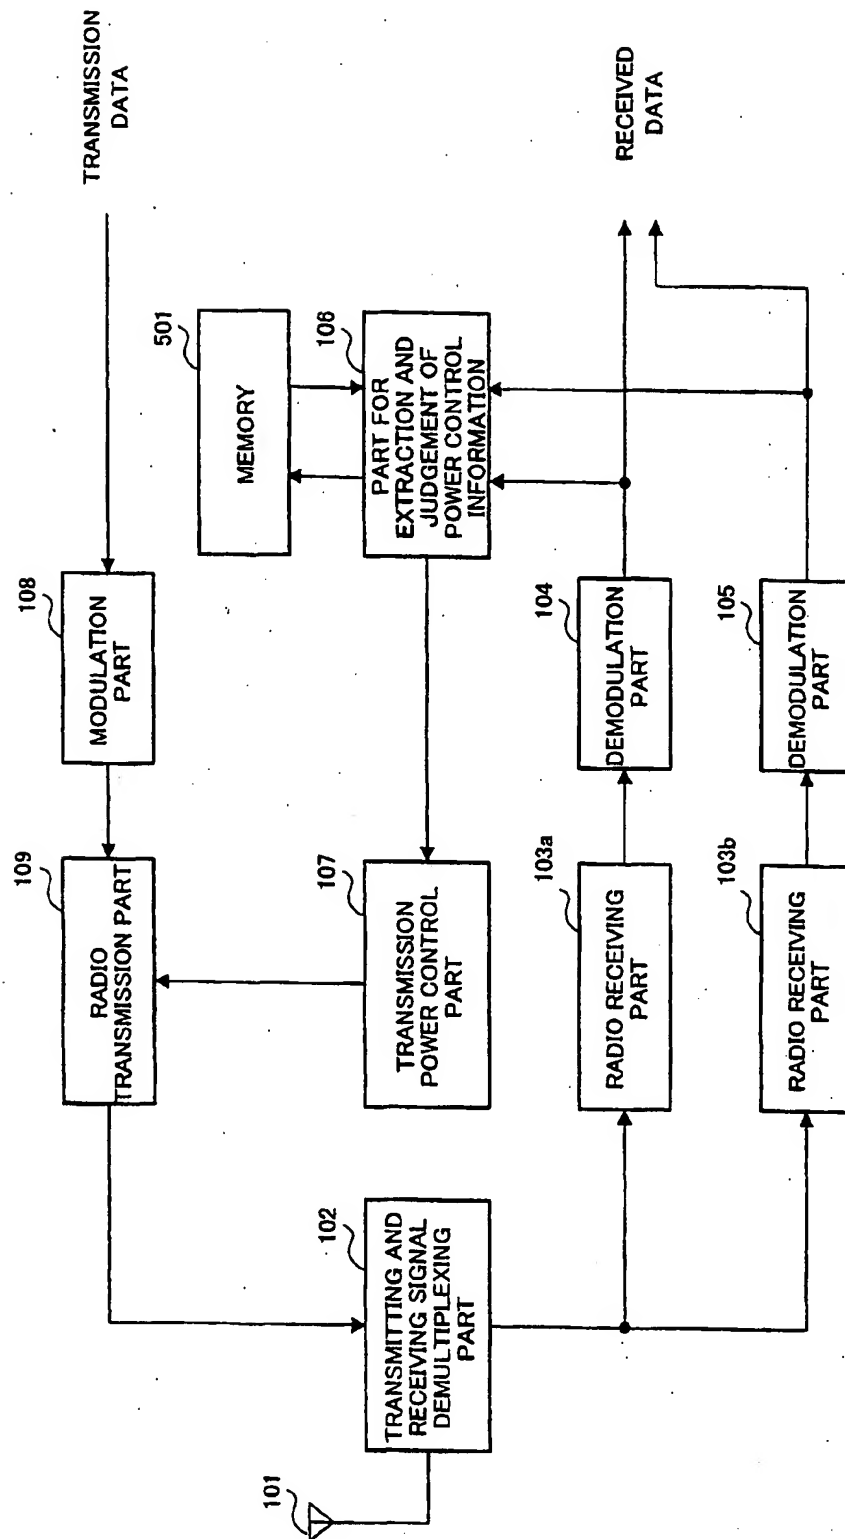 101
102
TRANSMITTING AND
RECEIVING SIGNAL
DEMULTIPLEXING
PART
109
RADIO
TRANSMISSION PART
108
MODULATION
PART
TRANSMISSION
DATA
107
TRANSMISSION
POWER CONTROL
PART
501
MEMORY
106
PART FOR
EXTRACTION AND
JUDGEMENT OF
POWER CONTROL
INFORMATION
103a
RADIO RECEIVING
PART
104
DEMODULATION
PART
RECEIVED
DATA
103b
RADIO RECEIVING
PART
105
DEMODULATION
PART